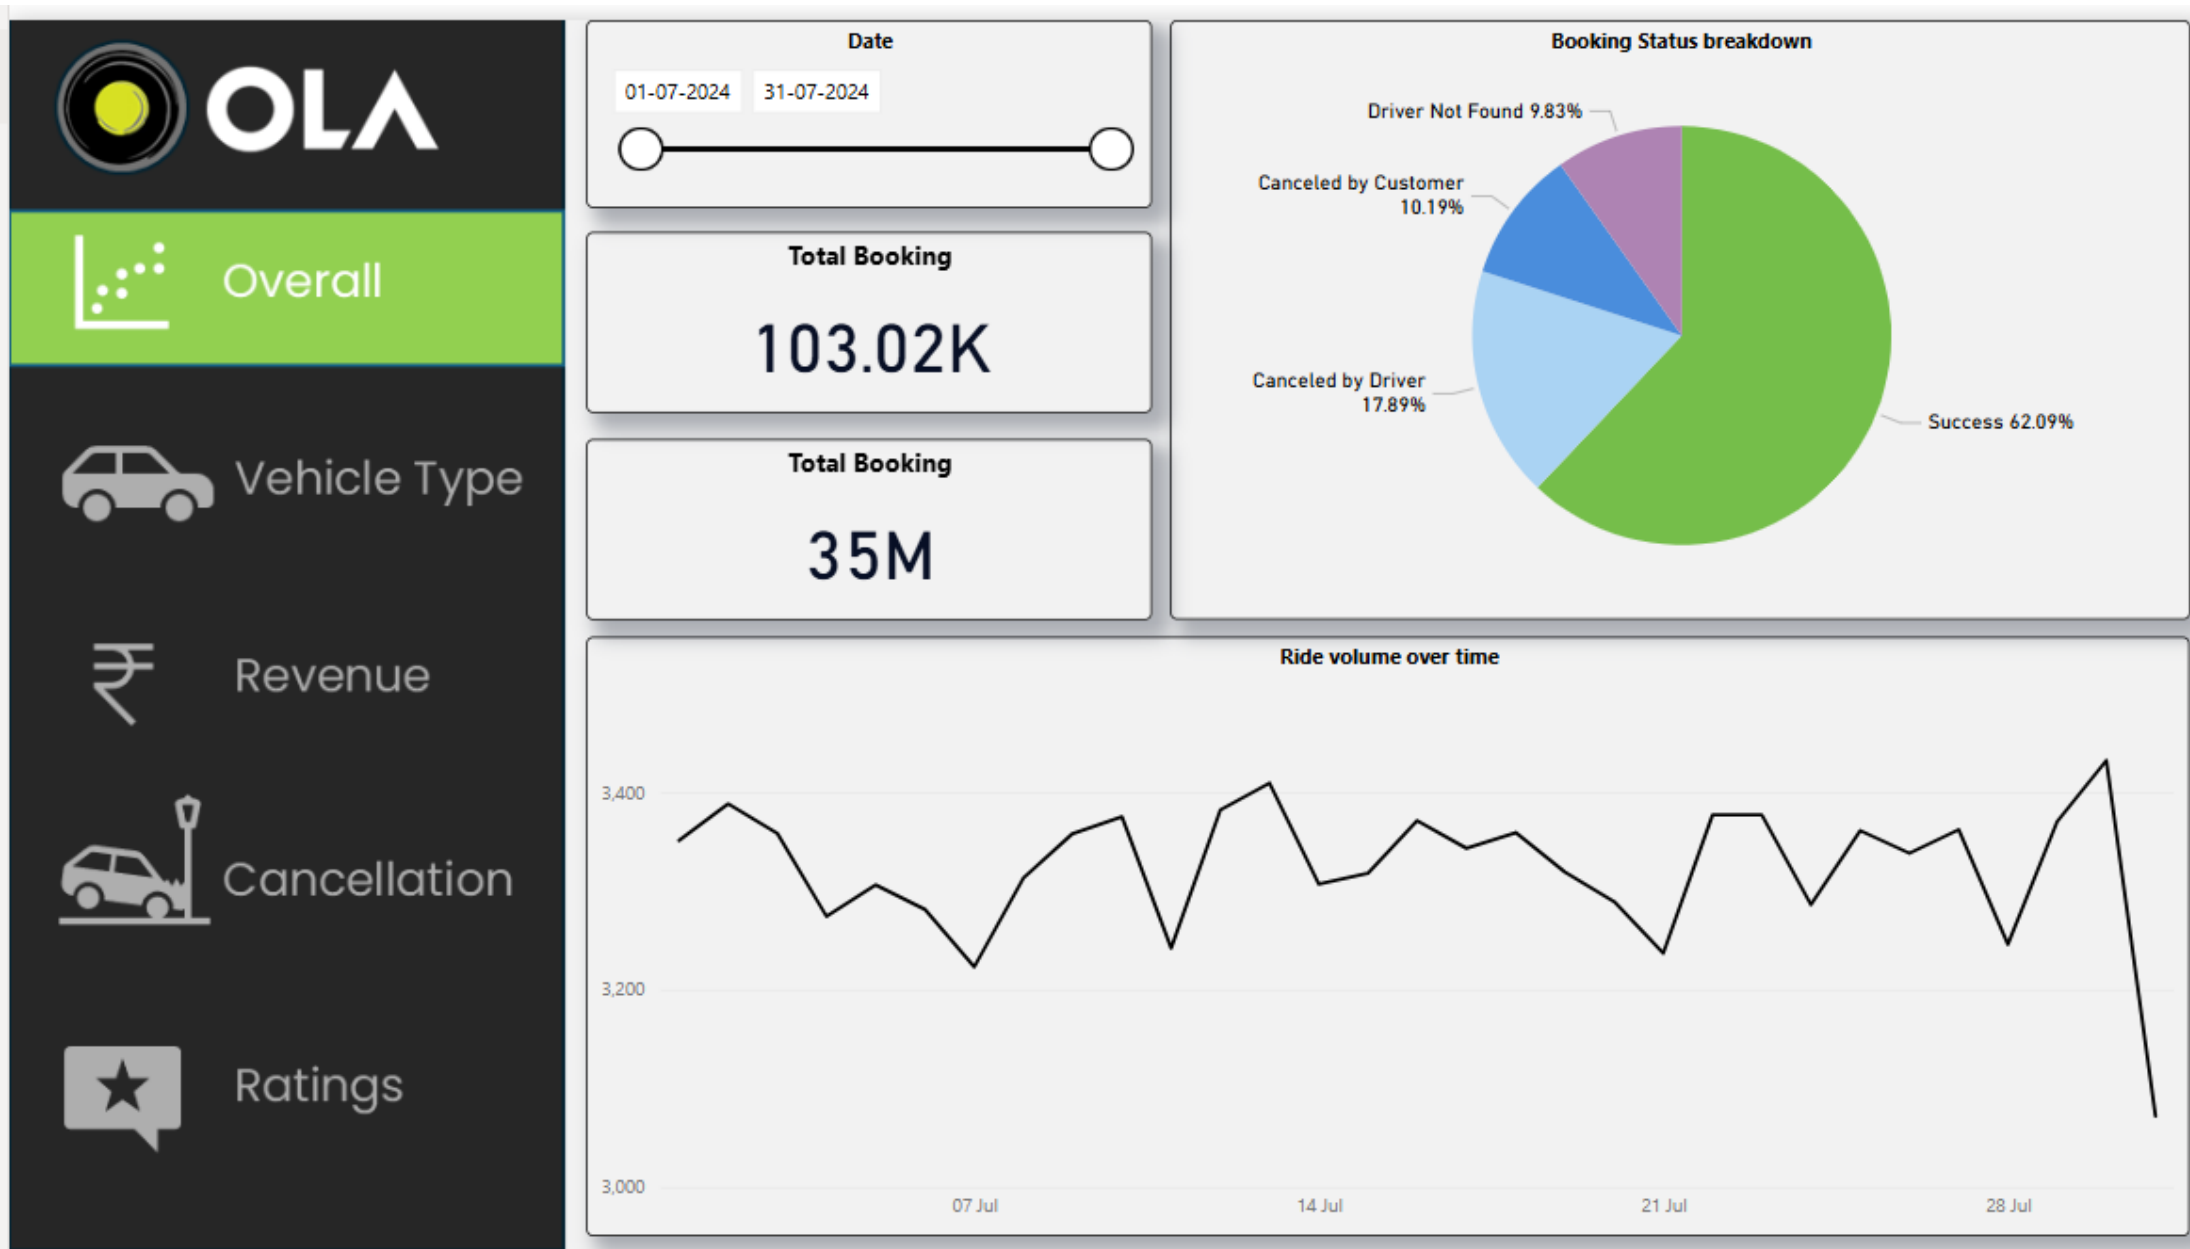 OLA
Overall
Vehicle Type
Revenue
Cancellation
Ratings
Date
01-07-2024 31-07-2024
Total Booking
103.02K
Total Booking
35M
Booking Status breakdown
Driver Not Found 9.83%
Canceled by Customer
10.19%
Canceled by Driver
17.89%
Success 62.09%
Ride volume over time
3,400
3,200
3,000
07 Jul 14 Jul 21 Jul 28 Jul